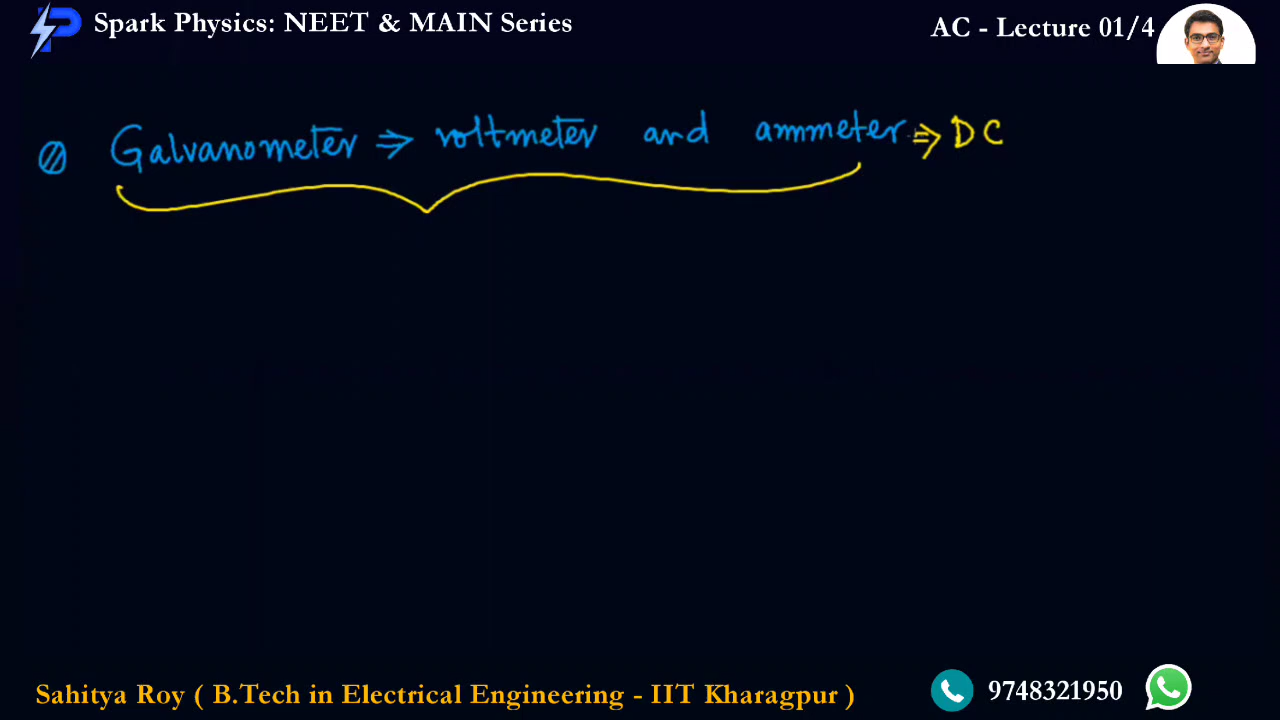 Spark Physics: NEET & MAIN Series
AC - Lecture 01/4
Galvanometer ⇒ voltmeter and ammeter ⇒ DC
Sahitya Roy ( B.Tech in Electrical Engineering - IIT Kharagpur )
9748321950